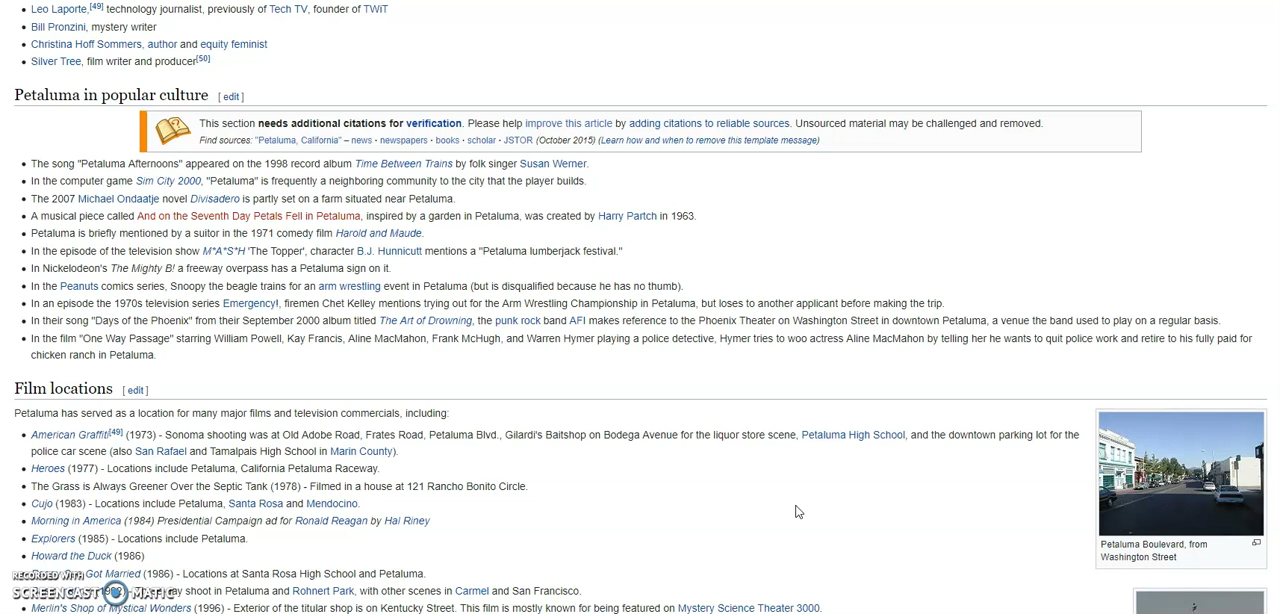 Leo Laporte,[49] technology journalist, previously of Tech TV, founder of TWiT
Bill Pronzini, mystery writer
Christina Hoff Sommers, author and equity feminist
Silver Tree, film writer and producer[50]
Petaluma in popular culture [ edit ]
This section needs additional citations for verification. Please help improve this article by adding citations to reliable sources. Unsourced material may be challenged and removed.
Find sources: "Petaluma, California" – news · newspapers · books · scholar · JSTOR (October 2015) (Learn how and when to remove this template message)
The song "Petaluma Afternoons" appeared on the 1998 record album Time Between Trains by folk singer Susan Werner.
In the computer game Sim City 2000, "Petaluma" is frequently a neighboring community to the city that the player builds.
The 2007 Michael Ondaatje novel Divisadero is partly set on a farm situated near Petaluma.
A musical piece called And on the Seventh Day Petals Fell in Petaluma, inspired by a garden in Petaluma, was created by Harry Partch in 1963.
Petaluma is briefly mentioned by a suitor in the 1971 comedy film Harold and Maude.
In the episode of the television show M*A*S*H 'The Topper', character B.J. Hunnicutt mentions a "Petaluma lumberjack festival."
In Nickelodeon's The Mighty B! a freeway overpass has a Petaluma sign on it.
In the Peanuts comics series, Snoopy the beagle trains for an arm wrestling event in Petaluma (but is disqualified because he has no thumb).
In an episode the 1970s television series Emergency!, firemen Chet Kelley mentions trying out for the Arm Wrestling Championship in Petaluma, but loses to another applicant before making the trip.
In their song "Days of the Phoenix" from their September 2000 album titled The Art of Drowning, the punk rock band AFI makes reference to the Phoenix Theater on Washington Street in downtown Petaluma, a venue the band used to play on a regular basis.
In the film "One Way Passage" starring William Powell, Kay Francis, Aline MacMahon, Frank McHugh, and Warren Hymer playing a police detective, Hymer tries to woo actress Aline MacMahon by telling her he wants to quit police work and retire to his fully paid for
chicken ranch in Petaluma.
Film locations [ edit ]
Petaluma has served as a location for many major films and television commercials, including:
American Graffiti[49] (1973) - Sonoma shooting was at Old Adobe Road, Frates Road, Petaluma Blvd., Gilardi's Baitshop on Bodega Avenue for the liquor store scene, Petaluma High School, and the downtown parking lot for the
police car scene (also San Rafael and Tamalpais High School in Marin County).
Heroes (1977) - Locations include Petaluma, California Petaluma Raceway.
The Grass is Always Greener Over the Septic Tank (1978) - Filmed in a house at 121 Rancho Bonito Circle.
Cujo (1983) - Locations include Petaluma, Santa Rosa and Mendocino.
Morning in America (1984) Presidential Campaign ad for Ronald Reagan by Hal Riney
Explorers (1985) - Locations include Petaluma.
Howard the Duck (1986)
Got Married (1986) - Locations at Santa Rosa High School and Petaluma.
day shoot in Petaluma and Rohnert Park, with other scenes in Carmel and San Francisco.
Merlin's Shop of Mystical Wonders (1996) - Exterior of the titular shop is on Kentucky Street. This film is mostly known for being featured on Mystery Science Theater 3000.
Petaluma Boulevard, from
Washington Street
RECORDED WITH
SCREENCAST MATIC